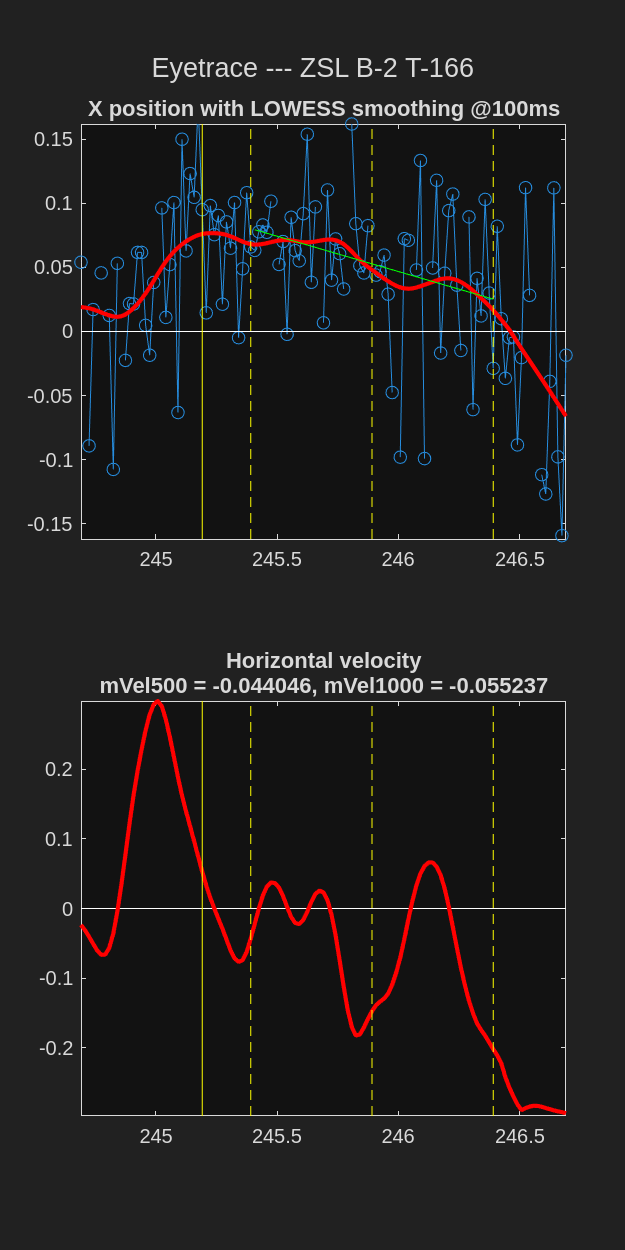 Eyetrace --- ZSL B-2 T-166
X position with LOWESS smoothing @100ms
0.15
0.1
0.05
0
-0.05
-0.1
-0.15
245 245.5 246 246.5
Horizontal velocity
mVel500 = -0.044046, mVel1000 = -0.055237
0.2
0.1
0
-0.1
-0.2
245 245.5 246 246.5